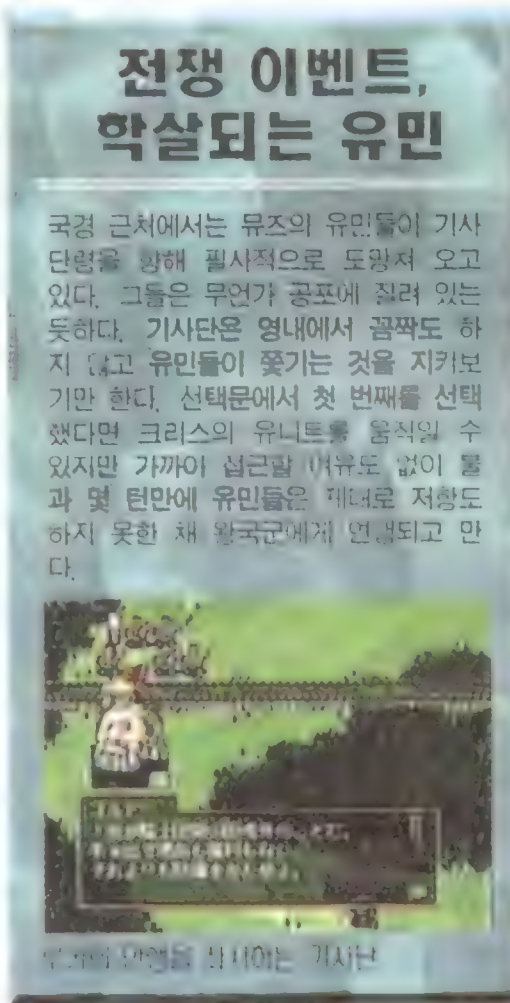 전쟁 이벤트,
학살되는 유민
국경 근처에서는 뮤즈의 유민들이 기사
단령을 향해 필사적으로 도망쳐 오고
있다. 그들은 무언가 공포에 질려 있는
듯하다. 기사단은 영내에서 꼼짝도 하
지 않고 유민들이 쫓기는 것을 지켜보
기만 한다. 선택문에서 첫 번째를 선택
했다면 크리스의 유니트를 움직일 수
있지만 가까이 접근할 여유도 없이 불
과 몇 턴만에 유민들은 제대로 저항도
하지 못한 채 왕국군에게 되고 만
다.
기사단